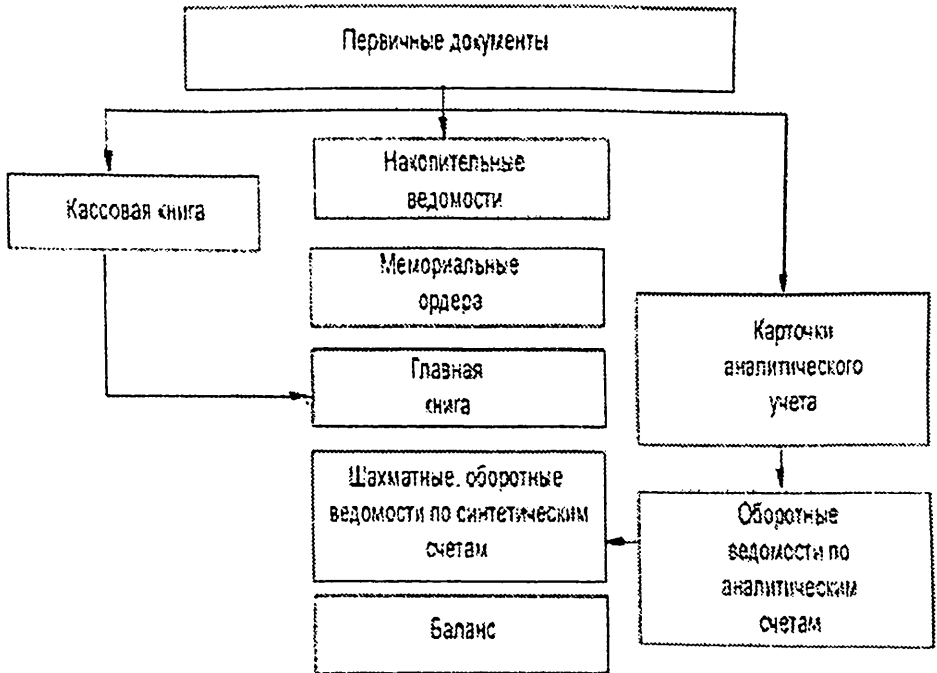 Первичные документы
Накопительные
ведомости
Кассовая книга
Мемориальные
ордера
Карточки
аналитического
учета
Главная
книга
Шахматные, оборотные
ведомости по синтетическим
счетам
Оборотные
ведомости по
аналитическим
счетам
Баланс